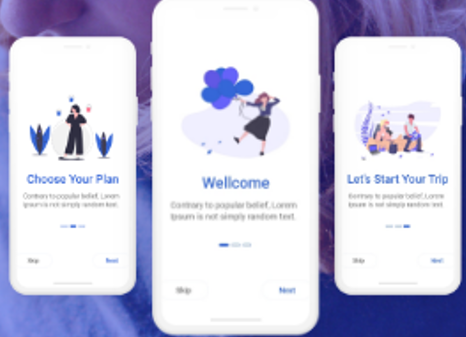 Choose Your Plan
Contrary to popular belief, Lorem
Ipsum is not simply random text.
Skip
Next
Wellcome
Contrary to popular belief, Lorem
Ipsum is not simply random text.
Skip
Next
Let's Start Your Trip
Contrary to popular belief, Lorem
Ipsum is not simply random text.
Skip
Next